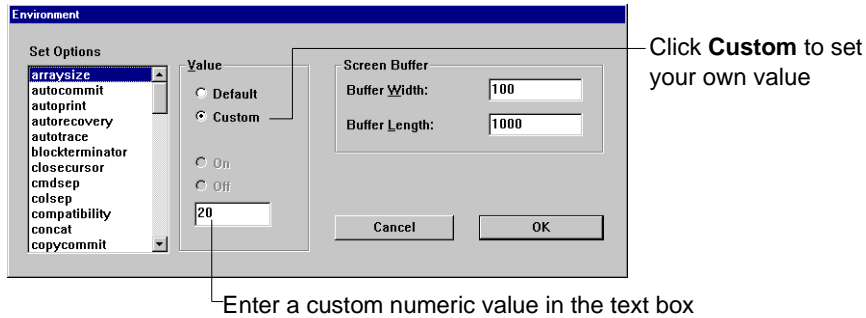 Environment
Set Options
arraysize
autocommit
autoprint
autorecovery
autotrace
blockterminator
closecursor
cmdsep
colsep
compatibility
concat
copycommit
Value
Default
Custom
On
Off
20
Screen Buffer
Buffer Width: 100
Buffer Length: 1000
Cancel OK
Click Custom to set
your own value
Enter a custom numeric value in the text box